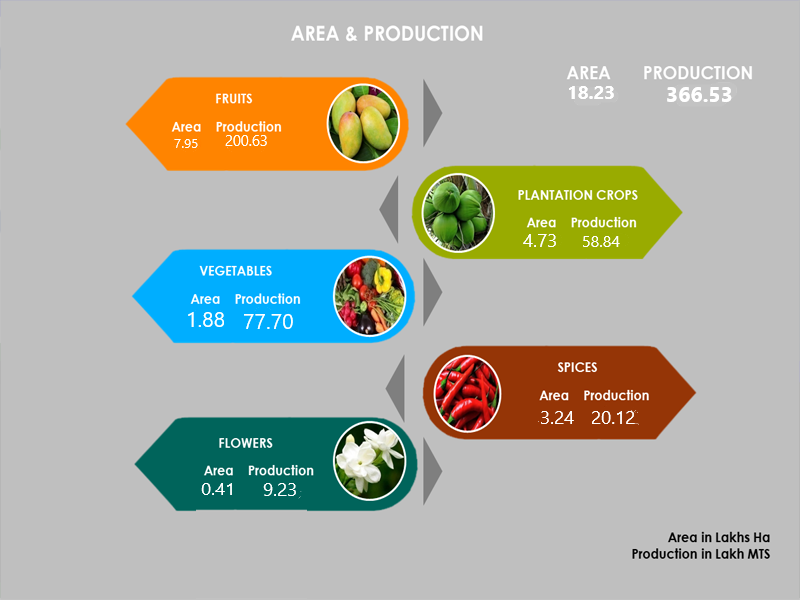 AREA & PRODUCTION
AREA PRODUCTION
18.23 366.53
FRUITS
Area Production
7.95 200.63
PLANTATION CROPS
Area Production
4.73 58.84
VEGETABLES
Area Production
1.88 77.70
SPICES
Area Production
3.24 20.12
FLOWERS
Area Production
0.41 9.23
Area in Lakhs Ha
Production in Lakh MTS